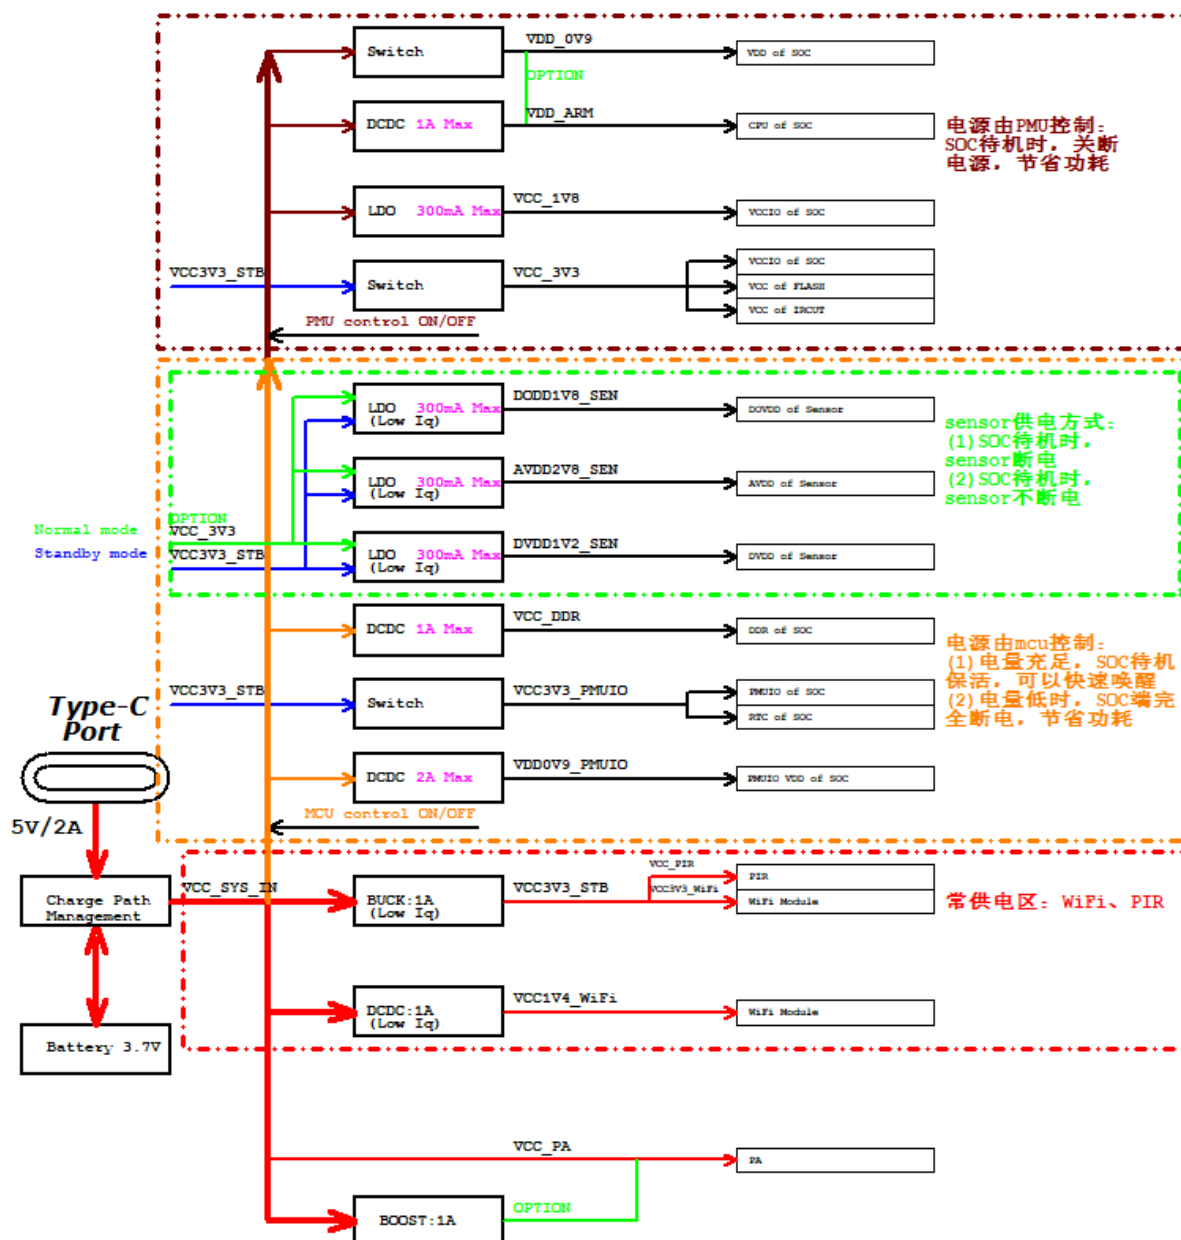 Switch
VDD_0V9
VDD of SOC
OPTION
DCDC 1A Max
VDD_ARM
CPU of SOC
电源由PMU控制:
SOC待机时, 关断
电源, 节省功耗
LDO 300mA Max
VCC_1V8
VCCIO of SOC
VCC3V3_STB
Switch
VCC_3V3
VCCIO of SOC
VCC of FLASH
VCC of IRCUT
PMU control ON/OFF
LDO 300mA Max
(Low Iq)
DODD1V8_SEN
DOVDD of Sensor
sensor供电方式:
(1)SOC待机时,
sensor断电
(2)SOC待机时,
sensor不断电
LDO 300mA Max
(Low Iq)
AVDD2V8_SEN
AVDD of Sensor
Normal mode
Standby mode
OPTION
VCC_3V3
VCC3V3_STB
LDO 300mA Max
(Low Iq)
DVDD1V2_SEN
DVDD of Sensor
DCDC 1A Max
VCC_DDR
DDR of SOC
电源由mcu控制:
(1)电量充足, SOC待机
保活, 可以快速唤醒
(2)电量低时, SOC端完
全断电, 节省功耗
VCC3V3_STB
Switch
VCC3V3_PMUIO
PMUIO of SOC
RTC of SOC
Type-C
Port
DCDC 2A Max
VDD0V9_PMUIO
PMUIO VDD of SOC
MCU control ON/OFF
5V/2A
Charge Path
Management
VCC_SYS_IN
BUCK:1A
(Low Iq)
VCC3V3_STB
VCC_PIR
VCC3V3_WiFi
PIR
WiFi Module
常供电区: WiFi、PIR
Battery 3.7V
DCDC:1A
(Low Iq)
VCC1V4_WiFi
WiFi Module
VCC_PA
PA
BOOST:1A
OPTION